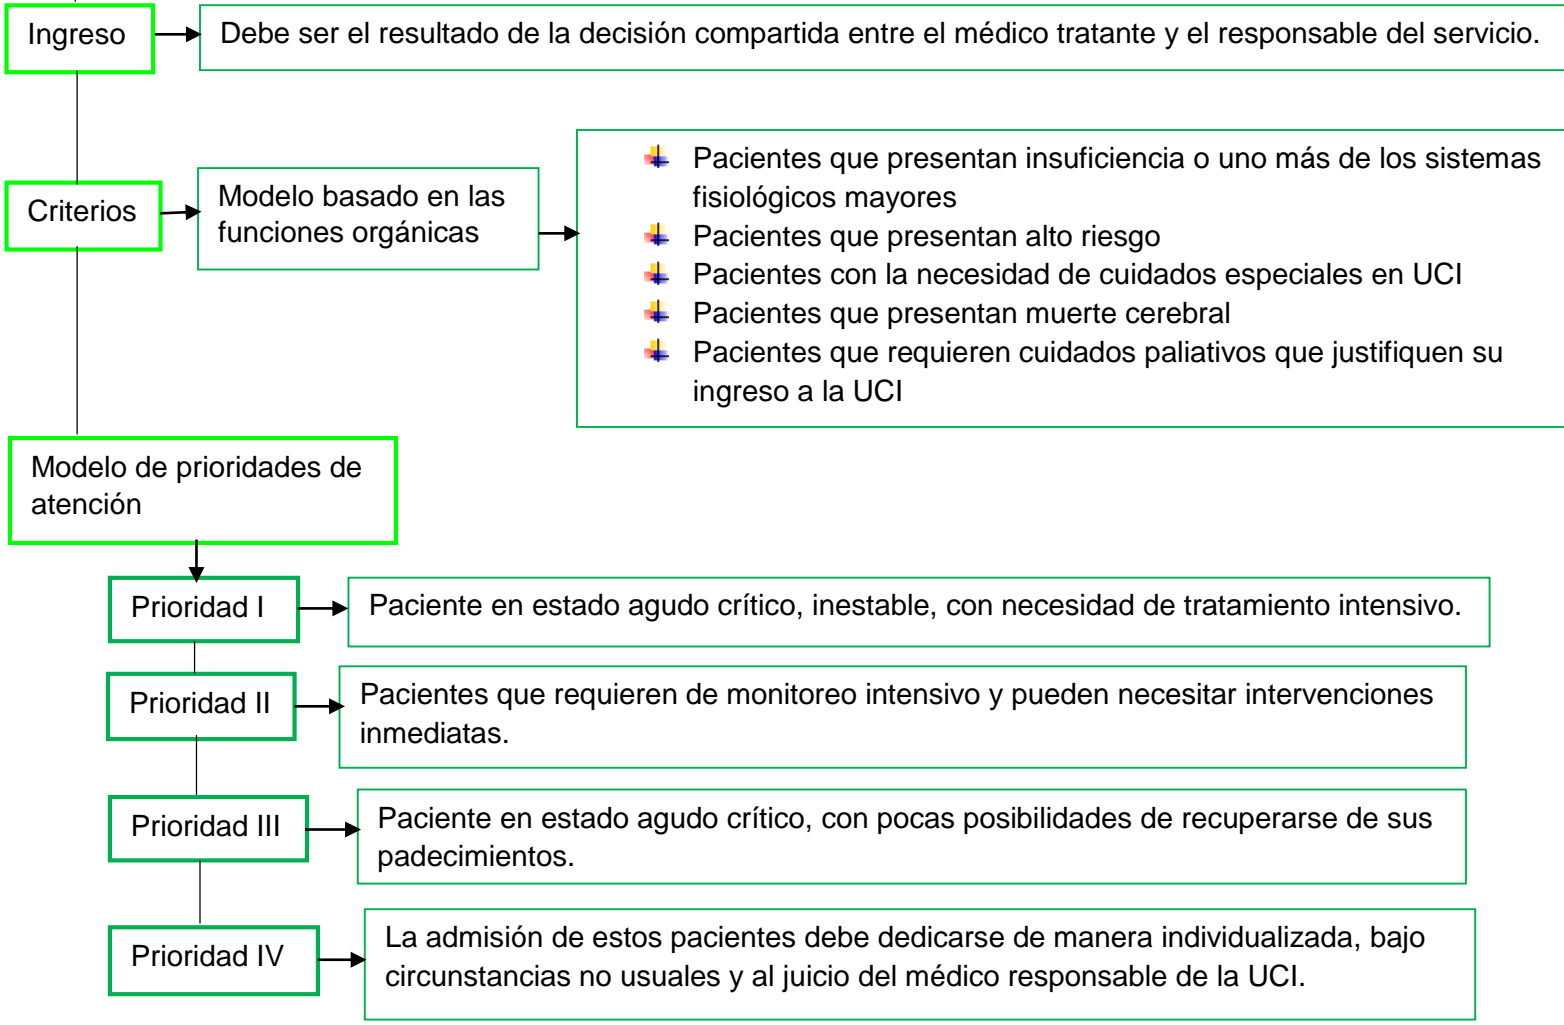 Ingreso
Debe ser el resultado de la decisión compartida entre el médico tratante y el responsable del servicio.
Criterios
Modelo basado en las
funciones orgánicas
Pacientes que presentan insuficiencia o uno más de los sistemas
fisiológicos mayores
Pacientes que presentan alto riesgo
Pacientes con la necesidad de cuidados especiales en UCI
Pacientes que presentan muerte cerebral
Pacientes que requieren cuidados paliativos que justifiquen su
ingreso a la UCI
Modelo de prioridades de
atención
Prioridad I
Paciente en estado agudo crítico, inestable, con necesidad de tratamiento intensivo.
Prioridad II
Pacientes que requieren de monitoreo intensivo y pueden necesitar intervenciones
inmediatas.
Prioridad III
Paciente en estado agudo crítico, con pocas posibilidades de recuperarse de sus
padecimientos.
Prioridad IV
La admisión de estos pacientes debe dedicarse de manera individualizada, bajo
circunstancias no usuales y al juicio del médico responsable de la UCI.